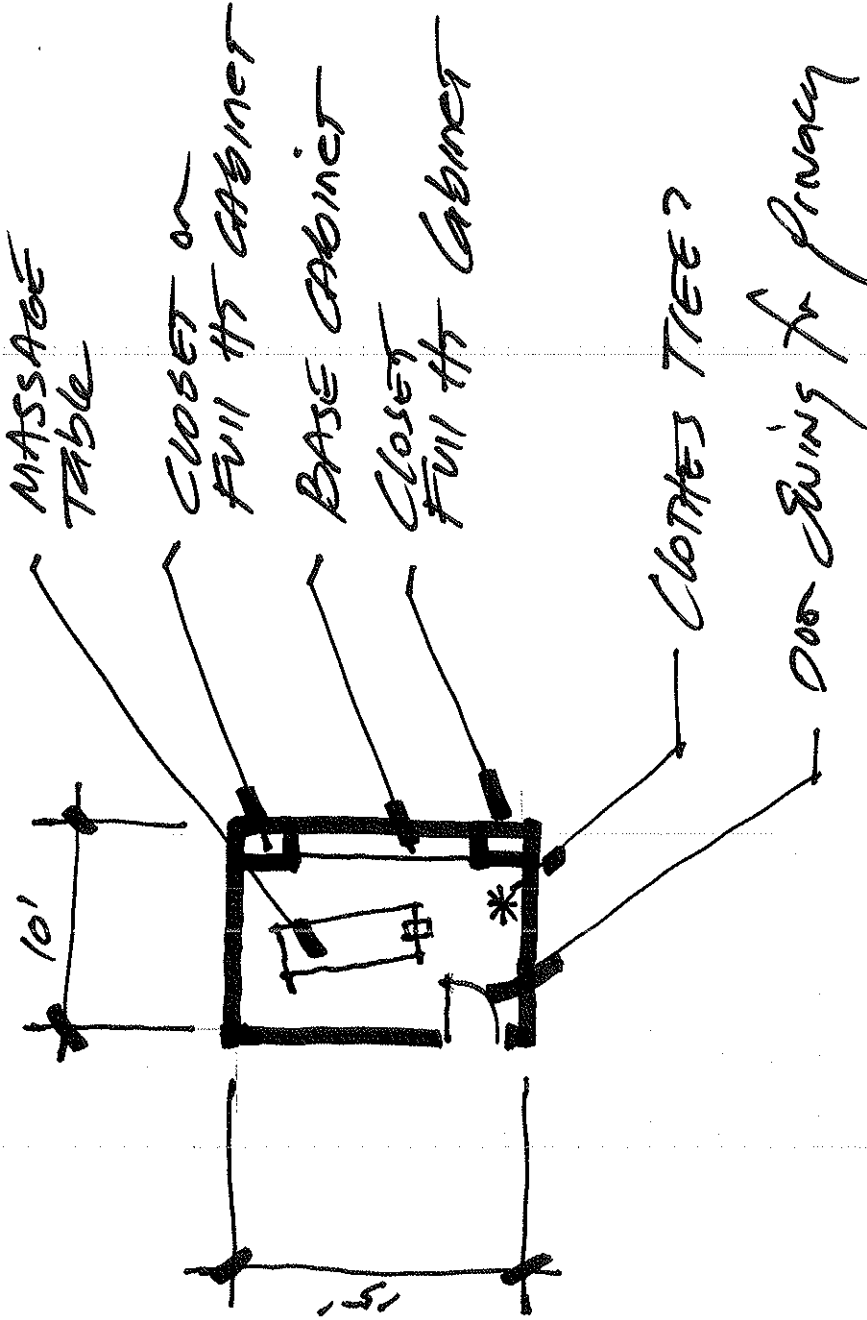 MASSAGE
Table
CLOSET or
Full Ht CABINET
BASE CABINET
CLOSET
Full Ht Cabinet
CLOTHES TREE?
Door Swing for Privacy
10'
15'